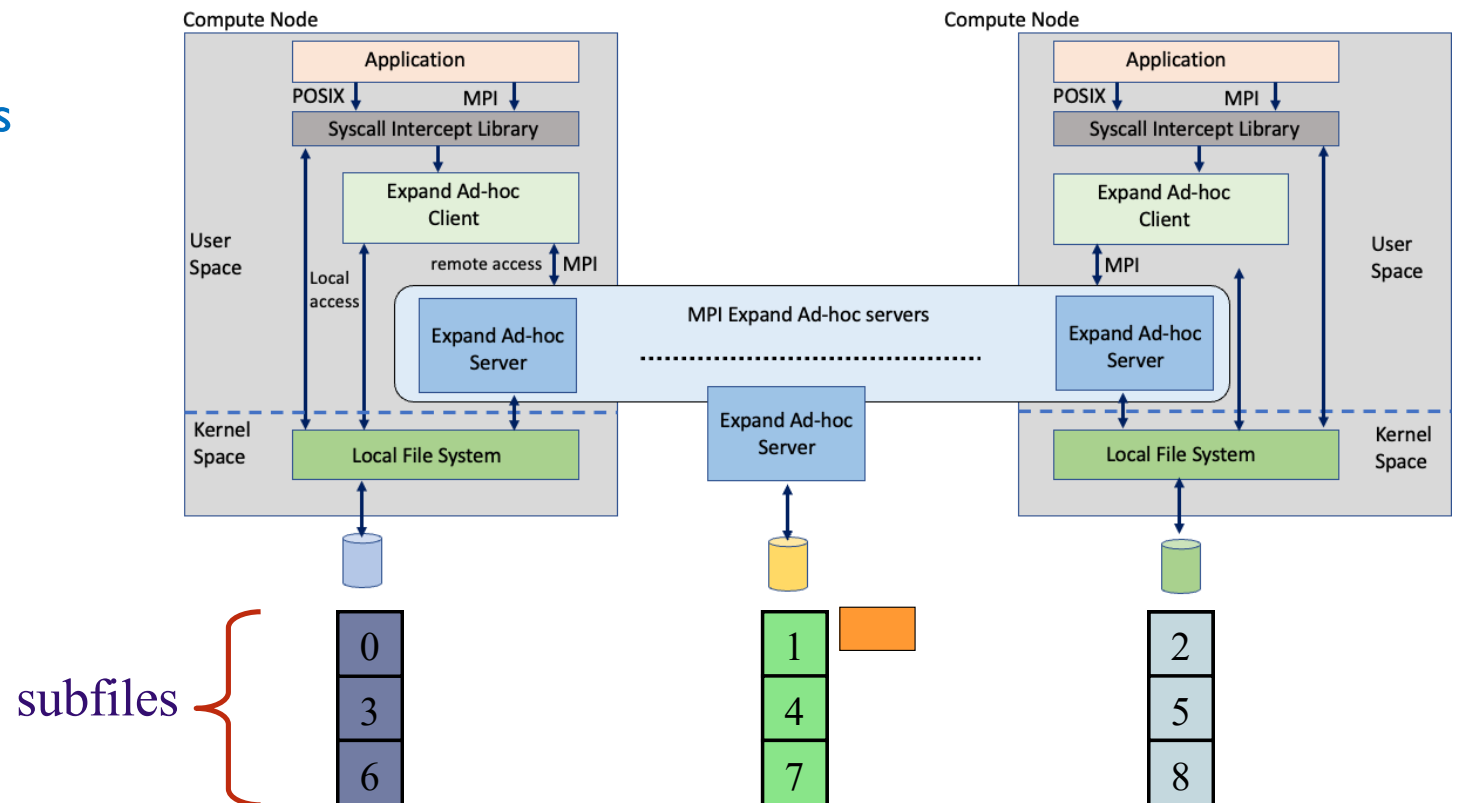 Compute Node
Compute Node
s
Application
POSIX
MPI
Syscall Intercept Library
Expand Ad-hoc
Client
User
Space
Local
access
remote access
MPI
Expand Ad-hoc
Server
Kernel
Space
Local File System
MPI Expand Ad-hoc servers
Expand Ad-hoc
Server
Application
POSIX
MPI
Syscall Intercept Library
Expand Ad-hoc
Client
MPI
User
Space
Expand Ad-hoc
Server
Local File System
Kernel
Space
subfiles
0
3
6
1
4
7
2
5
8